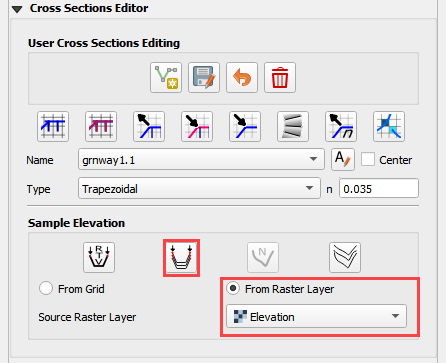 Cross Sections Editor
User Cross Sections Editing
Name grnway1.1 A Center
Type Trapezoidal n 0.035
Sample Elevation
R T V N
From Grid From Raster Layer
Source Raster Layer Elevation